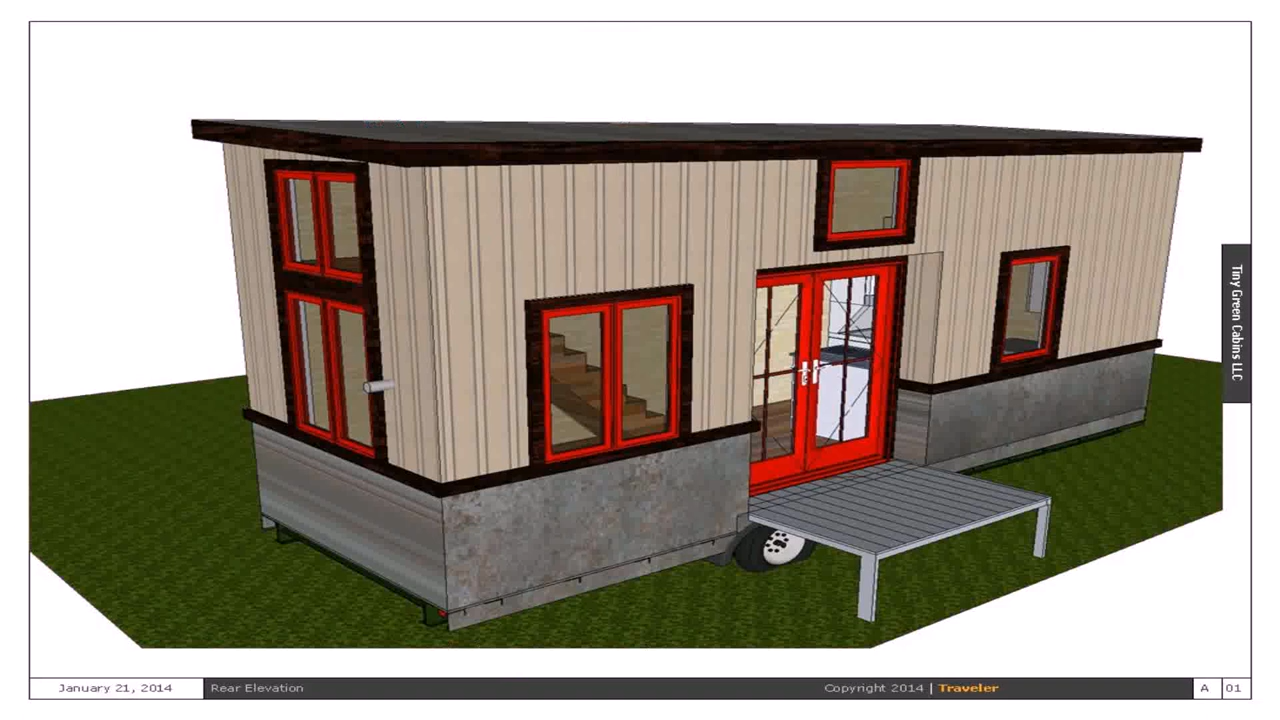 Tiny Green Cabins LLC
January 21, 2014
Rear Elevation
Copyright 2014 | Traveler
A
01